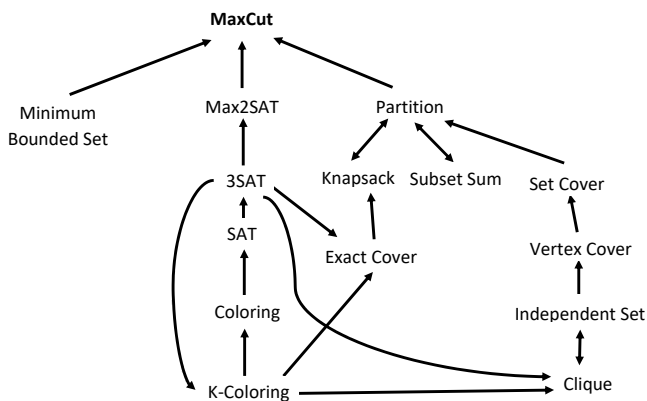 MaxCut
Minimum
Bounded Set
Max2SAT
Partition
3SAT
Knapsack
Subset Sum
Set Cover
SAT
Exact Cover
Vertex Cover
Coloring
Independent Set
K-Coloring
Clique